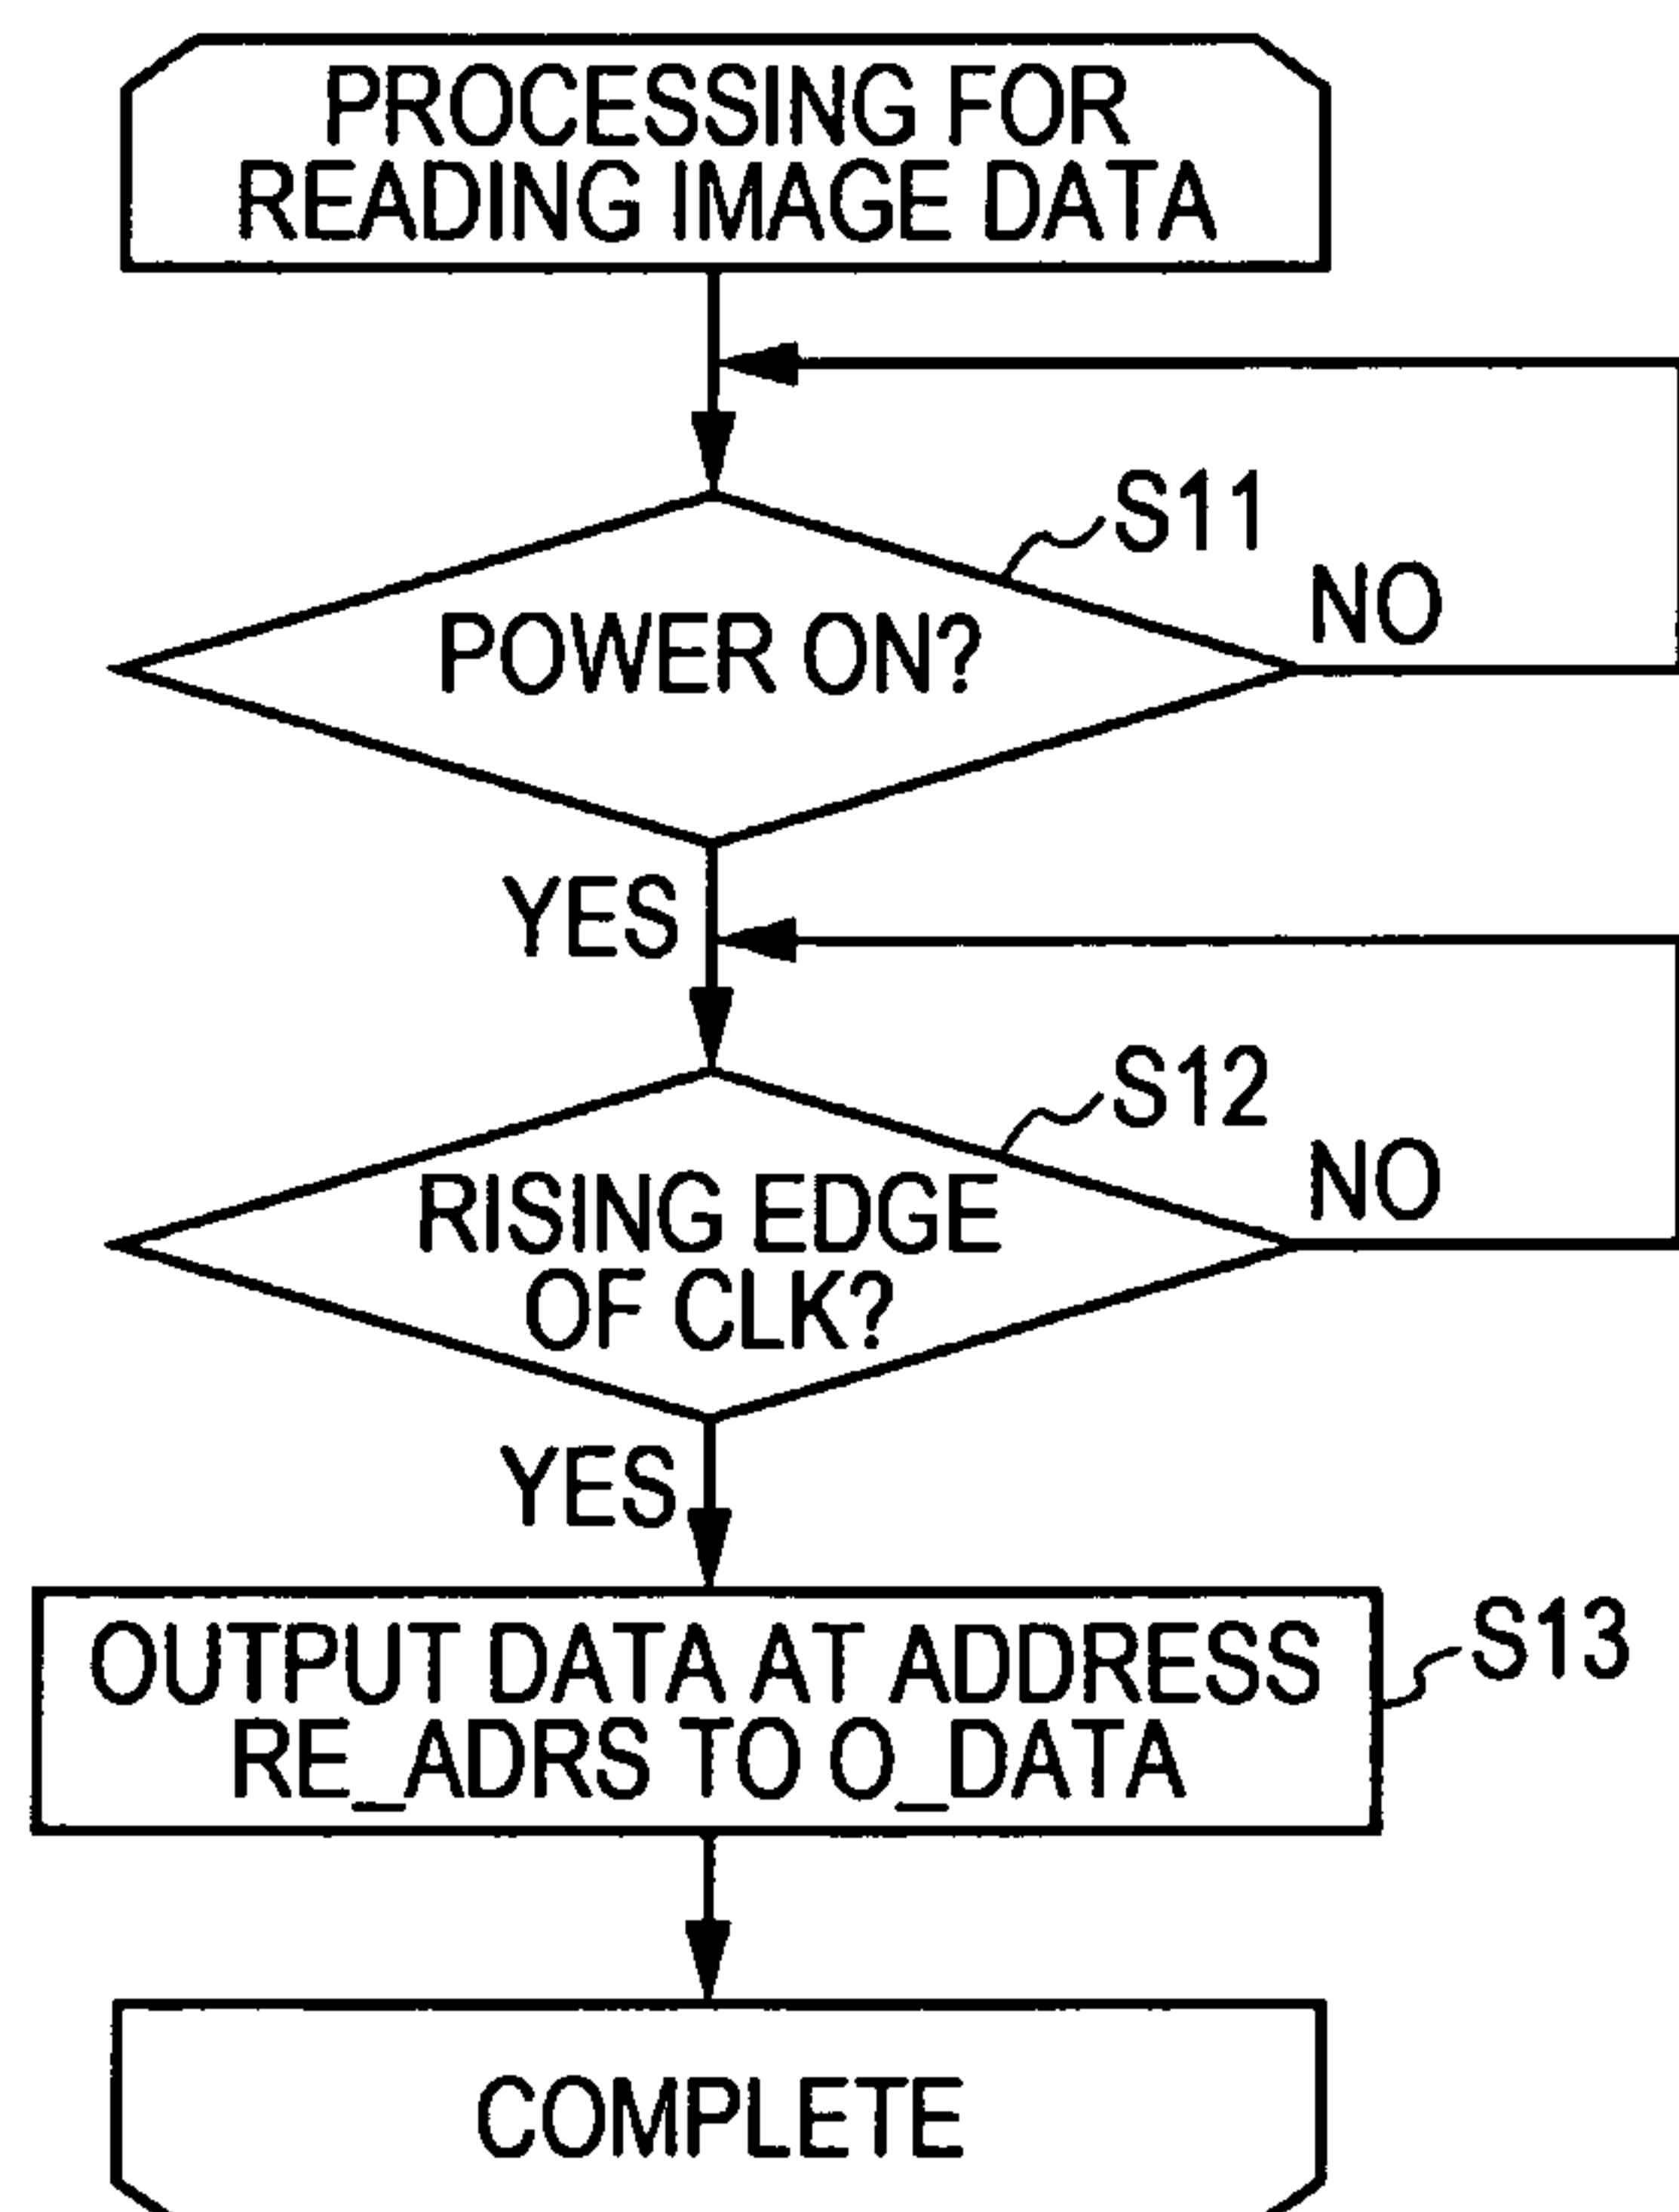 PROCESSING FOR
READING IMAGE DATA
S11
POWER ON?
NO
YES
S12
RISING EDGE
OF CLK?
NO
YES
OUTPUT DATA AT ADDRESS
RE_ADRS TO O_DATA
S13
COMPLETE